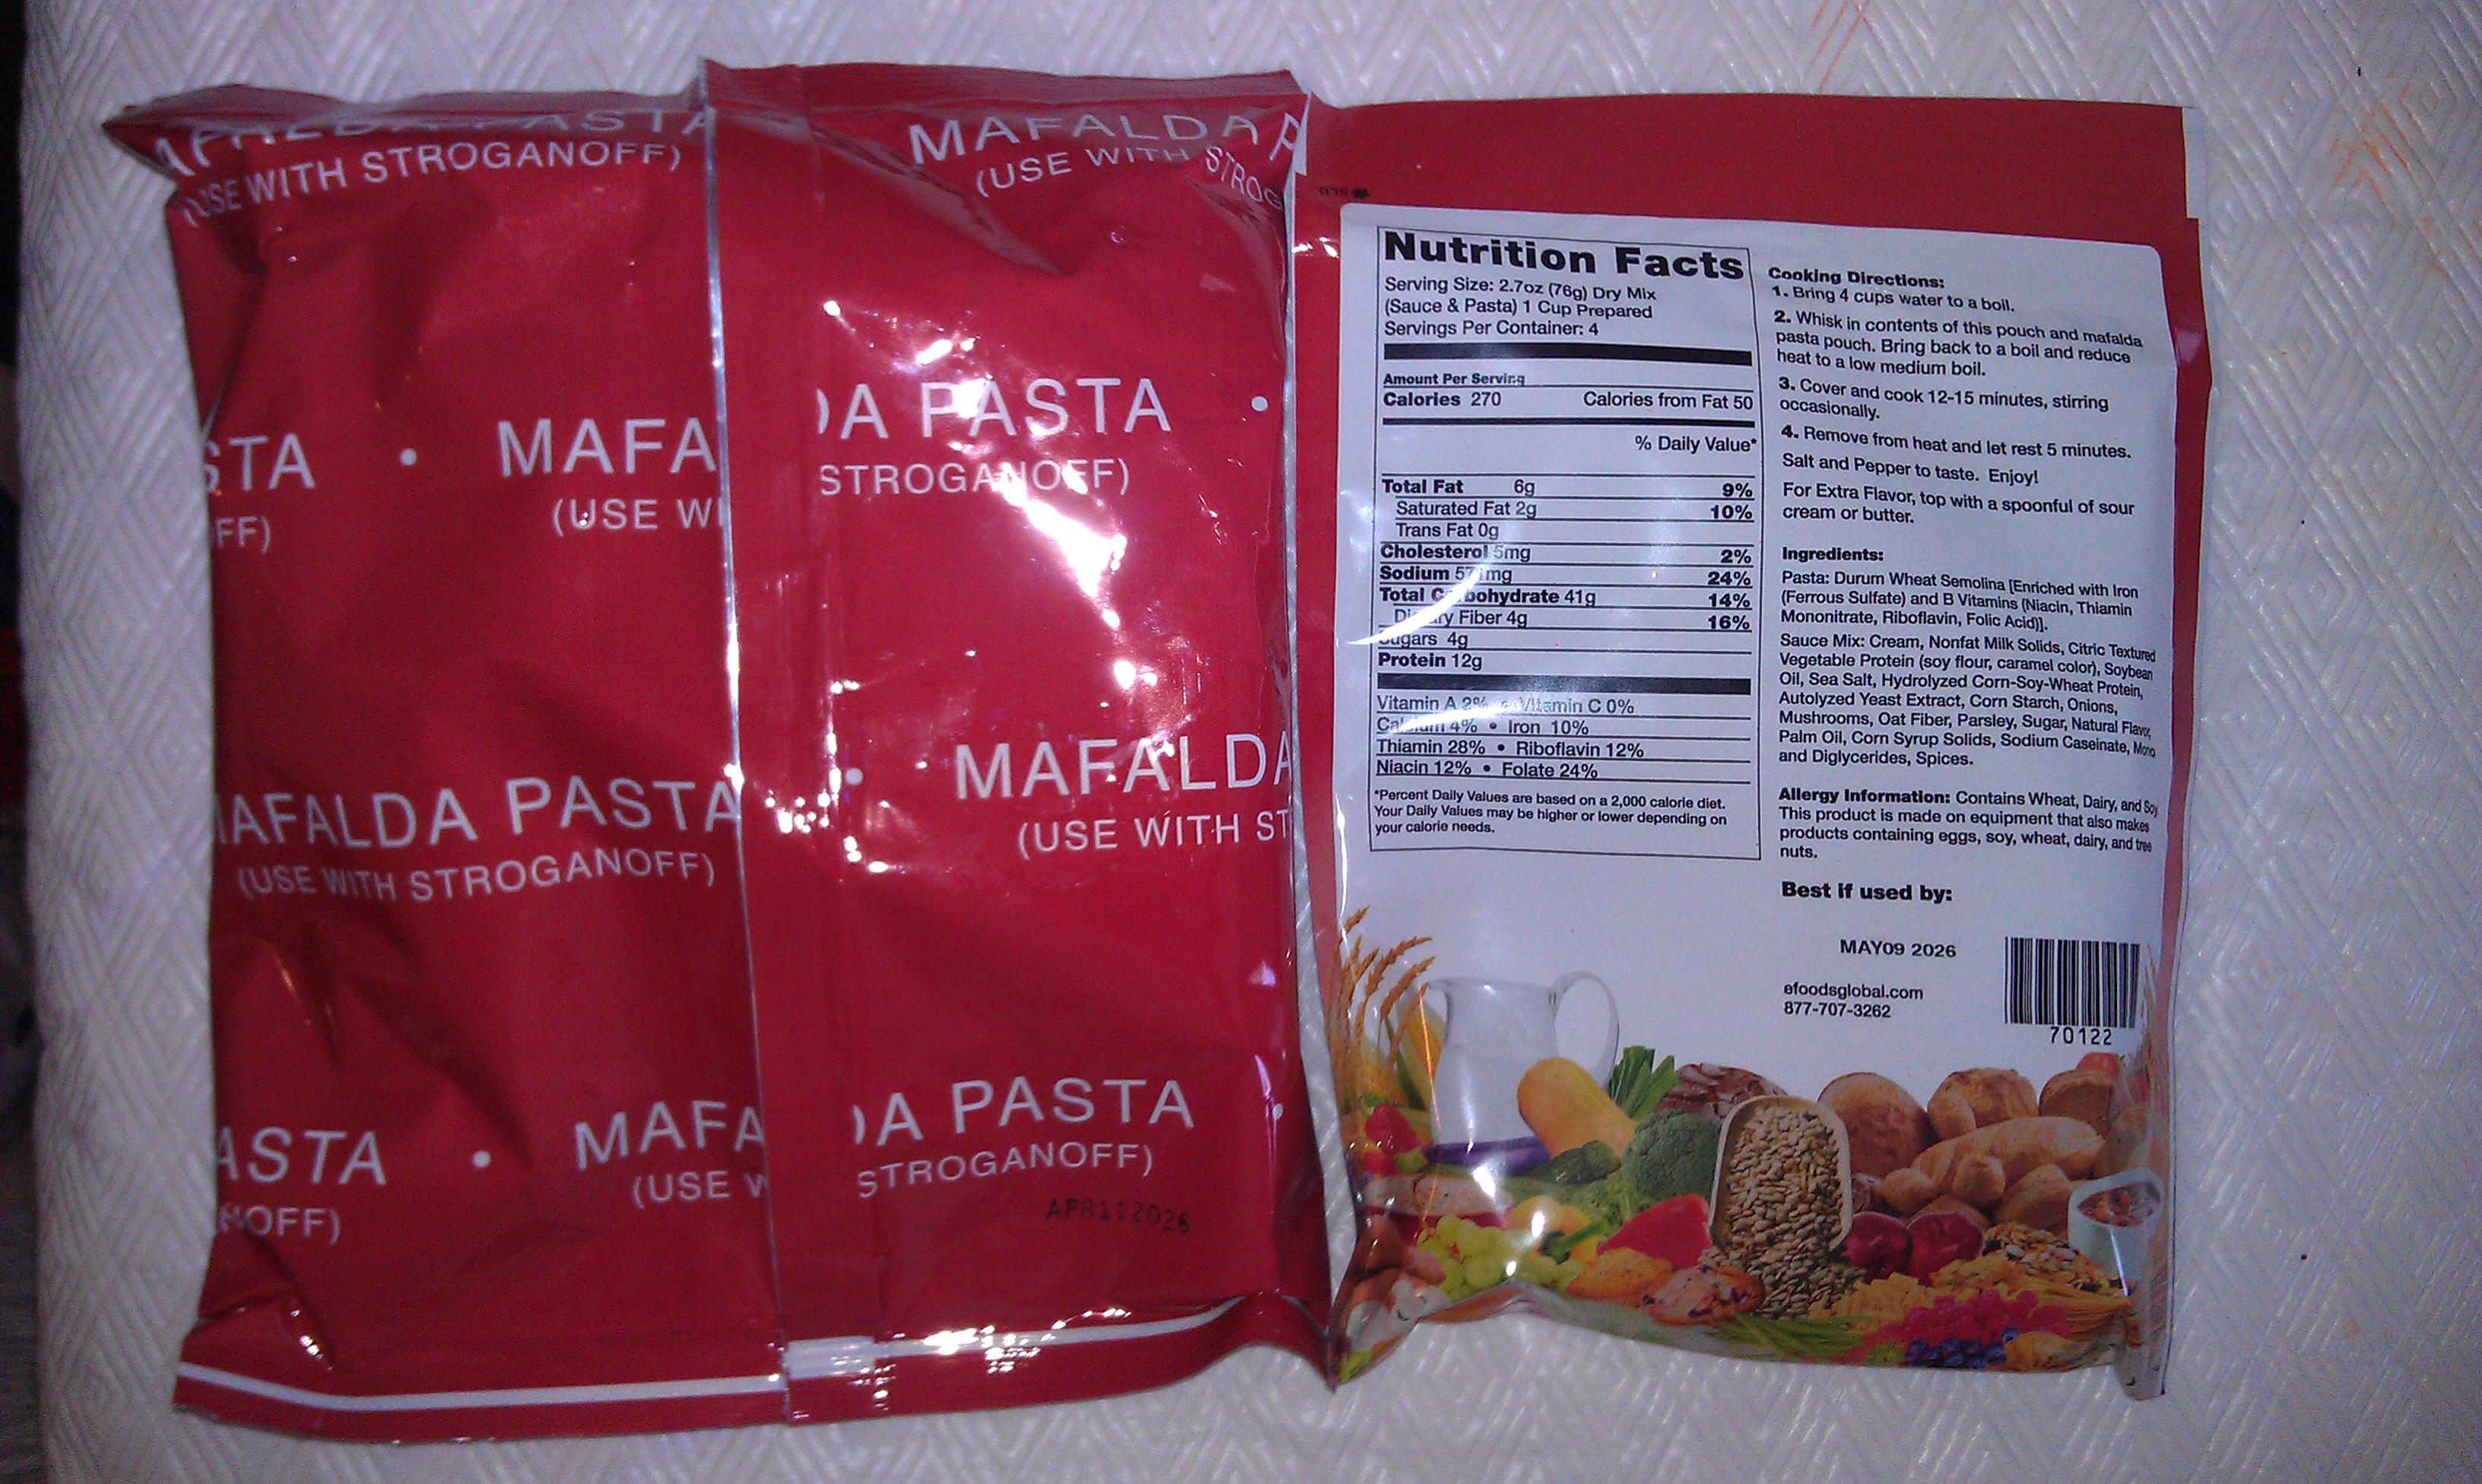 PASTA
(USE WITH STROGANOFF)
STA • MAFA
FF) (USE WI
AFALDA PASTA
(USE WITH STROGANOFF)
ASTA • MAFA
NOFF) (USE W
MAFALDA P
(USE WITH STROG
DA PASTA •
STROGANOFF)
• MAFALDA
(USE WITH ST
DA PASTA •
STROGANOFF)
APR112026
Nutrition Facts
Serving Size: 2.7oz (76g) Dry Mix
(Sauce & Pasta) 1 Cup Prepared
Servings Per Container: 4
Amount Per Serving
Calories 270 Calories from Fat 50
% Daily Value*
Total Fat 6g 9%
Saturated Fat 2g 10%
Trans Fat 0g
Cholesterol 5mg 2%
Sodium 571mg 24%
Total Carbohydrate 41g 14%
Dietary Fiber 4g 16%
Sugars 4g
Protein 12g
Vitamin A 2% • Vitamin C 0%
Calcium 4% • Iron 10%
Thiamin 28% • Riboflavin 12%
Niacin 12% • Folate 24%
*Percent Daily Values are based on a 2,000 calorie diet.
Your Daily Values may be higher or lower depending on
your calorie needs.
Cooking Directions:
1. Bring 4 cups water to a boil.
2. Whisk in contents of this pouch and mafalda
pasta pouch. Bring back to a boil and reduce
heat to a low medium boil.
3. Cover and cook 12-15 minutes, stirring
occasionally.
4. Remove from heat and let rest 5 minutes.
Salt and Pepper to taste. Enjoy!
For Extra Flavor, top with a spoonful of sour
cream or butter.
Ingredients:
Pasta: Durum Wheat Semolina [Enriched with Iron
(Ferrous Sulfate) and B Vitamins (Niacin, Thiamin
Mononitrate, Riboflavin, Folic Acid)].
Sauce Mix: Cream, Nonfat Milk Solids, Citric Textured
Vegetable Protein (soy flour, caramel color), Soybean
Oil, Sea Salt, Hydrolyzed Corn-Soy-Wheat Protein,
Autolyzed Yeast Extract, Corn Starch, Onions,
Mushrooms, Oat Fiber, Parsley, Sugar, Natural Flavor,
Palm Oil, Corn Syrup Solids, Sodium Caseinate, Mono
and Diglycerides, Spices.
Allergy Information: Contains Wheat, Dairy, and Soy
This product is made on equipment that also makes
products containing eggs, soy, wheat, dairy, and tree
nuts.
Best if used by:
MAY09 2026
efoodsglobal.com
877-707-3262
70122